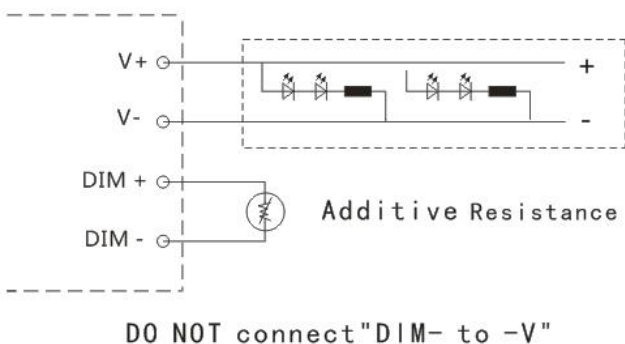 V+
+
V-
-
DIM +
Additive Resistance
DIM -
DO NOT connect"DIM- to -V"